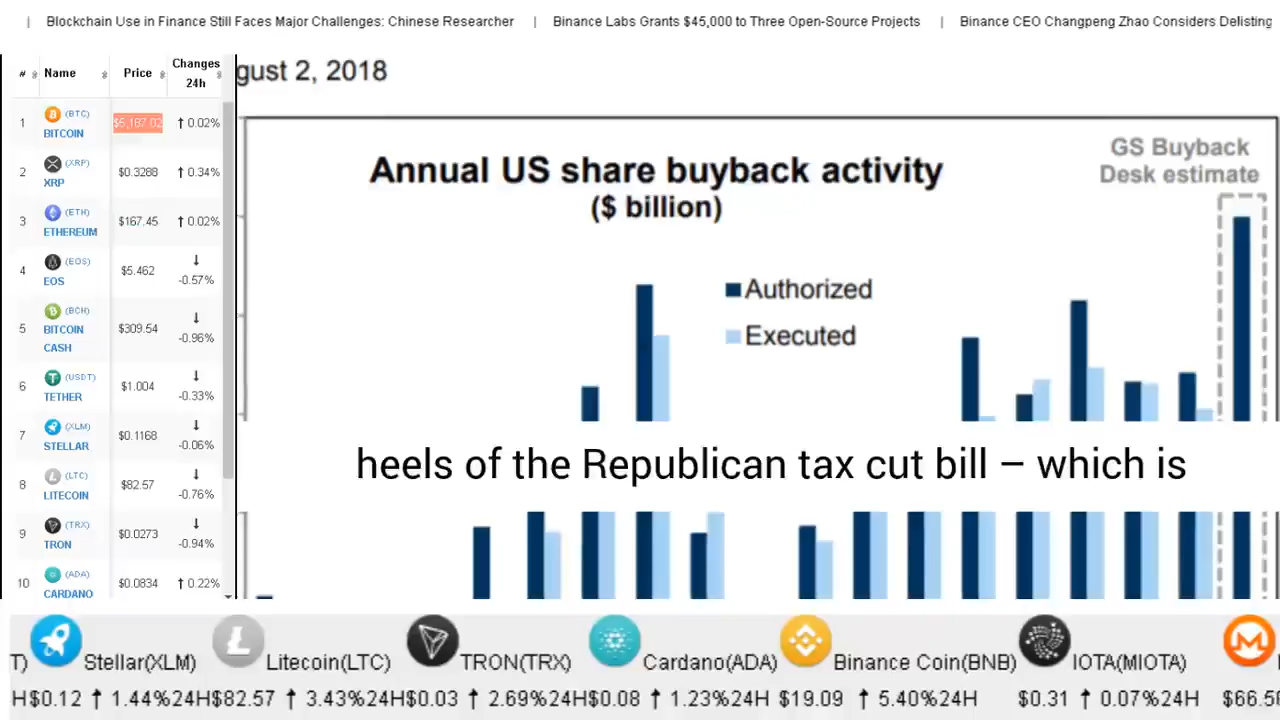 Blockchain Use in Finance Still Faces Major Challenges: Chinese Researcher | Binance Labs Grants $45,000 to Three Open-Source Projects | Binance CEO Changpeng Zhao Considers Delisting
# Name Price Changes 24h
1 (BTC) BITCOIN $5,187.02 ↑ 0.02%
2 (XRP) XRP $0.3288 ↑ 0.34%
3 (ETH) ETHEREUM $167.45 ↑ 0.02%
4 (EOS) EOS $5.462 ↓ -0.57%
5 (BCH) BITCOIN CASH $309.54 ↓ -0.96%
6 (USDT) TETHER $1.004 ↓ -0.33%
7 (XLM) STELLAR $0.1168 ↓ -0.06%
8 (LTC) LITECOIN $82.57 ↓ -0.76%
9 (TRX) TRON $0.0273 ↓ -0.94%
10 (ADA) CARDANO $0.0834 ↑ 0.22%
gust 2, 2018
Annual US share buyback activity
($ billion)
GS Buyback
Desk estimate
Authorized
Executed
heels of the Republican tax cut bill – which is
T) Stellar(XLM) Litecoin(LTC) TRON(TRX) Cardano(ADA) Binance Coin(BNB) IOTA(MIOTA)
H$0.12 ↑ 1.44%24H$82.57 ↑ 3.43%24H$0.03 ↑ 2.69%24H$0.08 ↑ 1.23%24H $19.09 ↑ 5.40%24H $0.31 ↑ 0.07%24H